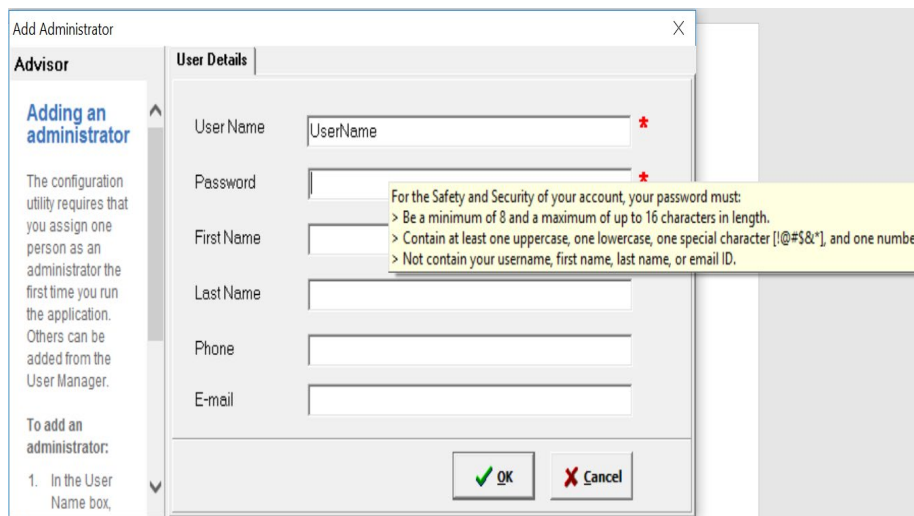 Add Administrator
X
Advisor
Adding an
administrator
The configuration
utility requires that
you assign one
person as an
administrator the
first time you run
the application.
Others can be
added from the
User Manager.
To add an
administrator:
1. In the User
Name box,
User Details
User Name
UserName
*
Password
*
For the Safety and Security of your account, your password must:
> Be a minimum of 8 and a maximum of up to 16 characters in length.
> Contain at least one uppercase, one lowercase, one special character [!@#$&*], and one numbe
> Not contain your username, first name, last name, or email ID.
First Name
Last Name
Phone
E-mail
OK
Cancel